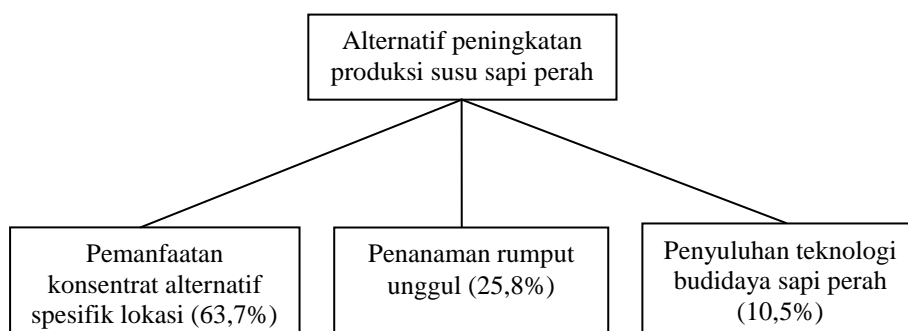 Alternatif peningkatan
produksi susu sapi perah
Pemanfaatan
konsentrat alternatif
spesifik lokasi (63,7%)
Penanaman rumput
unggul (25,8%)
Penyuluhan teknologi
budidaya sapi perah
(10,5%)